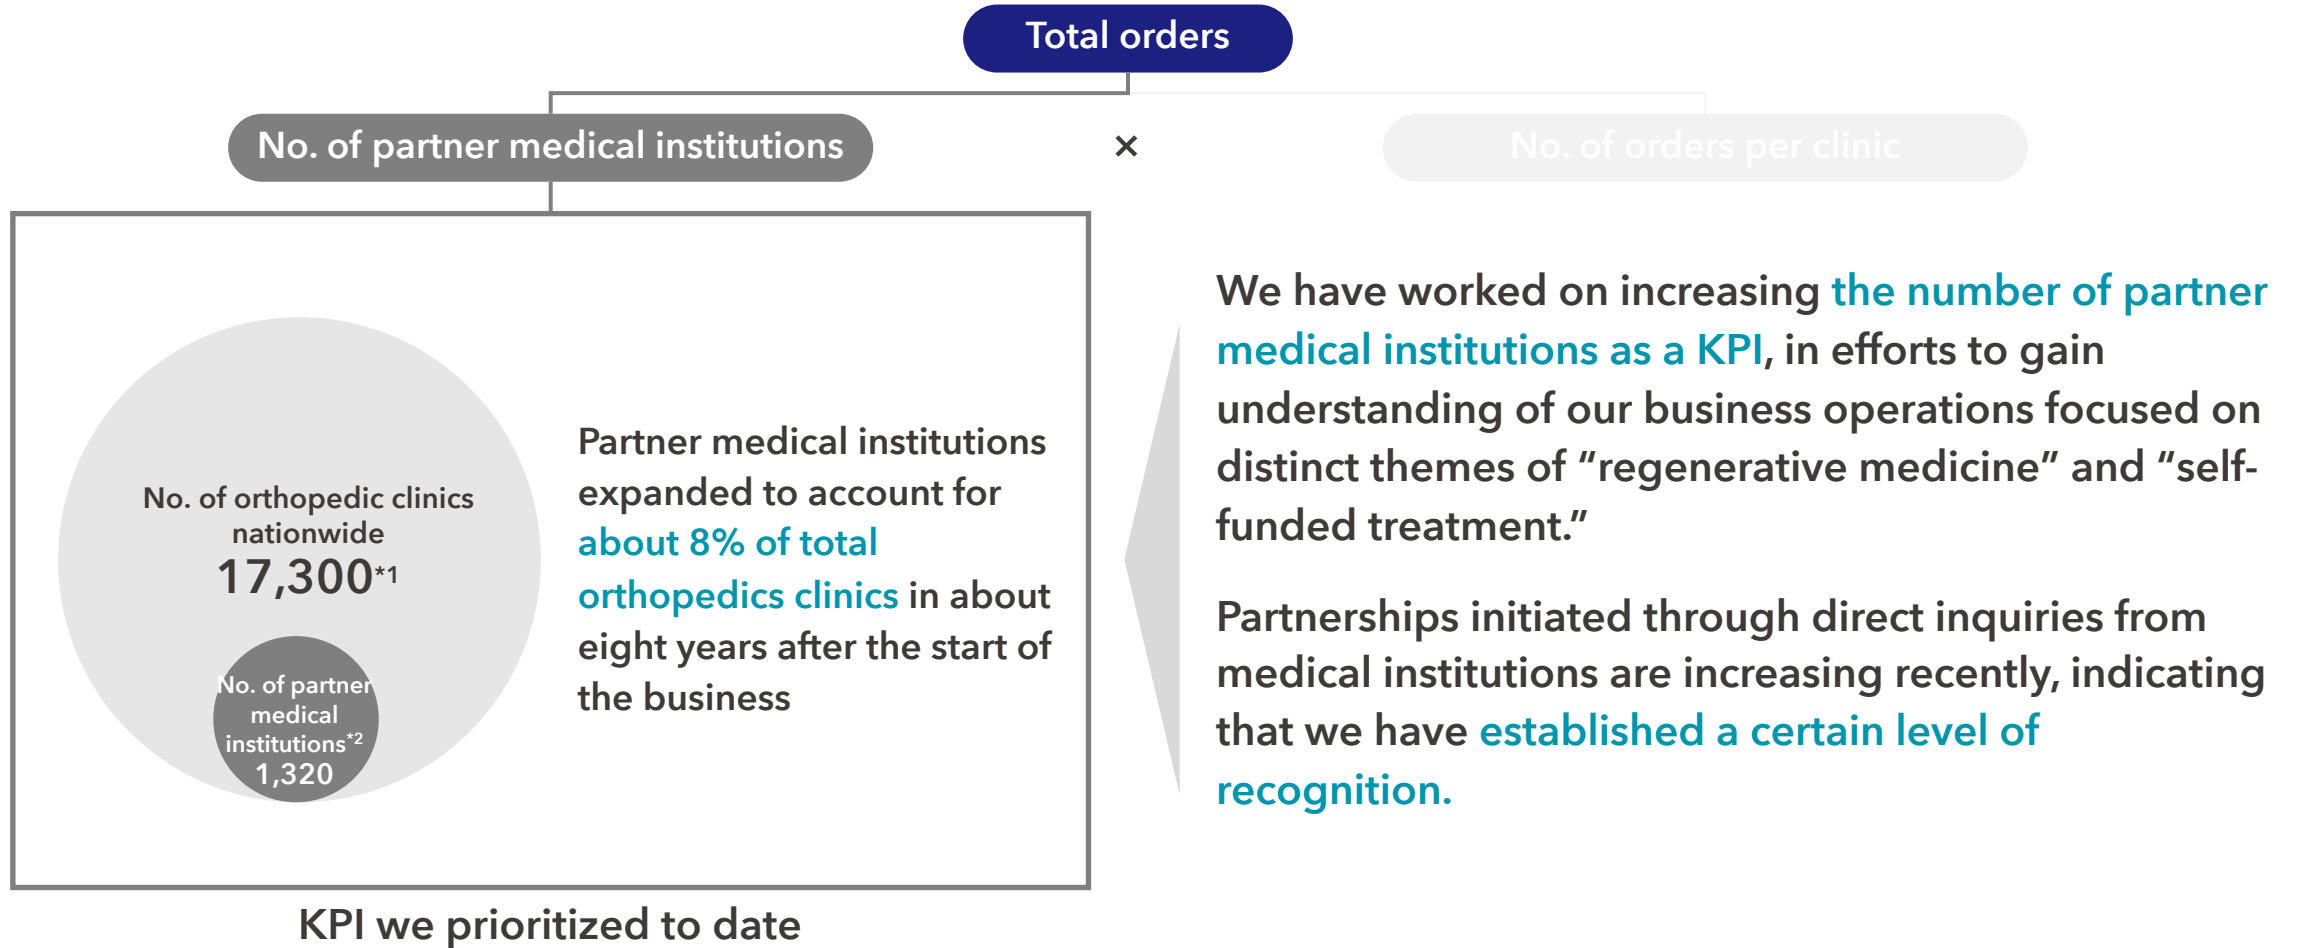 Total orders
No. of partner medical institutions
×
No. of orders per clinic
No. of orthopedic clinics
nationwide
17,300*1
No. of partner
medical
institutions*2
1,320
Partner medical institutions
expanded to account for
about 8% of total
orthopedics clinics in about
eight years after the start of
the business
KPI we prioritized to date
We have worked on increasing the number of partner
medical institutions as a KPI, in efforts to gain
understanding of our business operations focused on
distinct themes of “regenerative medicine” and “self-
funded treatment.”
Partnerships initiated through direct inquiries from
medical institutions are increasing recently, indicating
that we have established a certain level of
recognition.